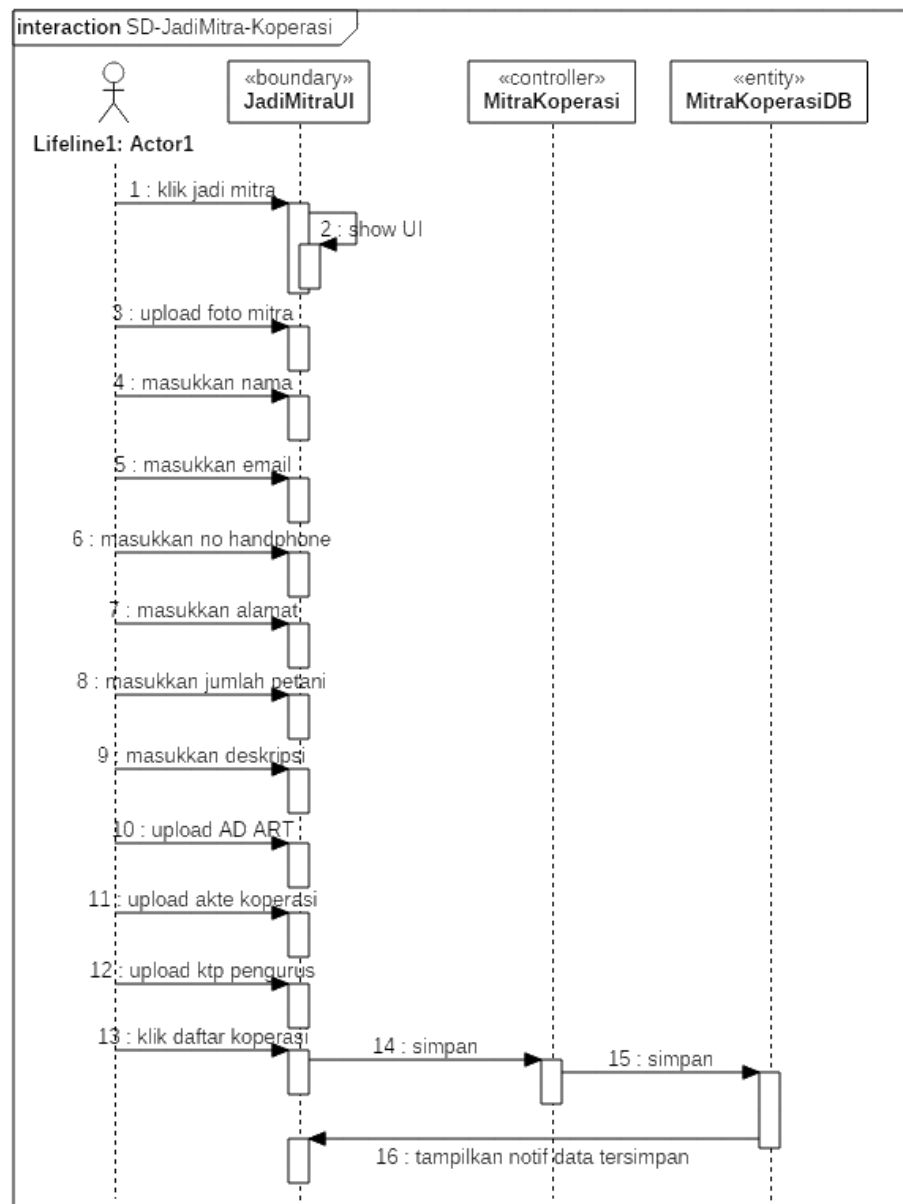 interaction SD-JadiMitra-Koperasi
«boundary»
JadiMitraUI
«controller»
MitraKoperasi
«entity»
MitraKoperasiDB
Lifeline1: Actor1
1 : klik jadi mitra
2 : show UI
3 : upload foto mitra
4 : masukkan nama
5 : masukkan email
6 : masukkan no handphone
7 : masukkan alamat
8 : masukkan jumlah petani
9 : masukkan deskripsi
10 : upload AD ART
11 : upload akte koperasi
12 : upload ktp pengurus
13 : klik daftar koperasi
14 : simpan
15 : simpan
16 : tampilkan notif data tersimpan